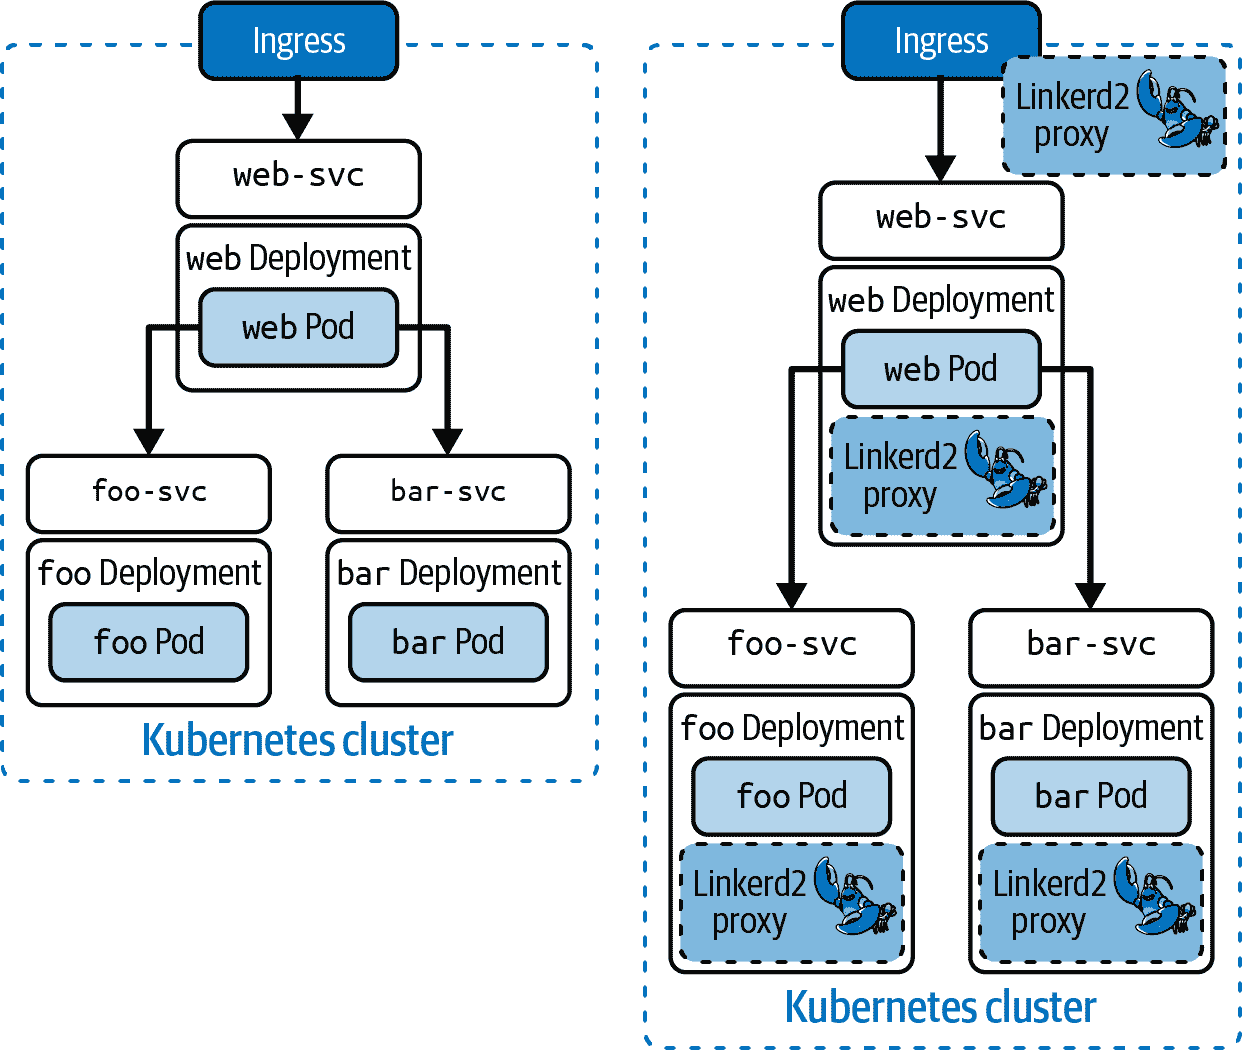 Ingress
web-svc
web Deployment
web Pod
foo-svc
bar-svc
foo Deployment
bar Deployment
foo Pod
bar Pod
Kubernetes cluster
Ingress
Linkerd2
proxy
web-svc
web Deployment
web Pod
Linkerd2
proxy
foo-svc
bar-svc
foo Deployment
bar Deployment
foo Pod
bar Pod
Linkerd2
proxy
Linkerd2
proxy
Kubernetes cluster